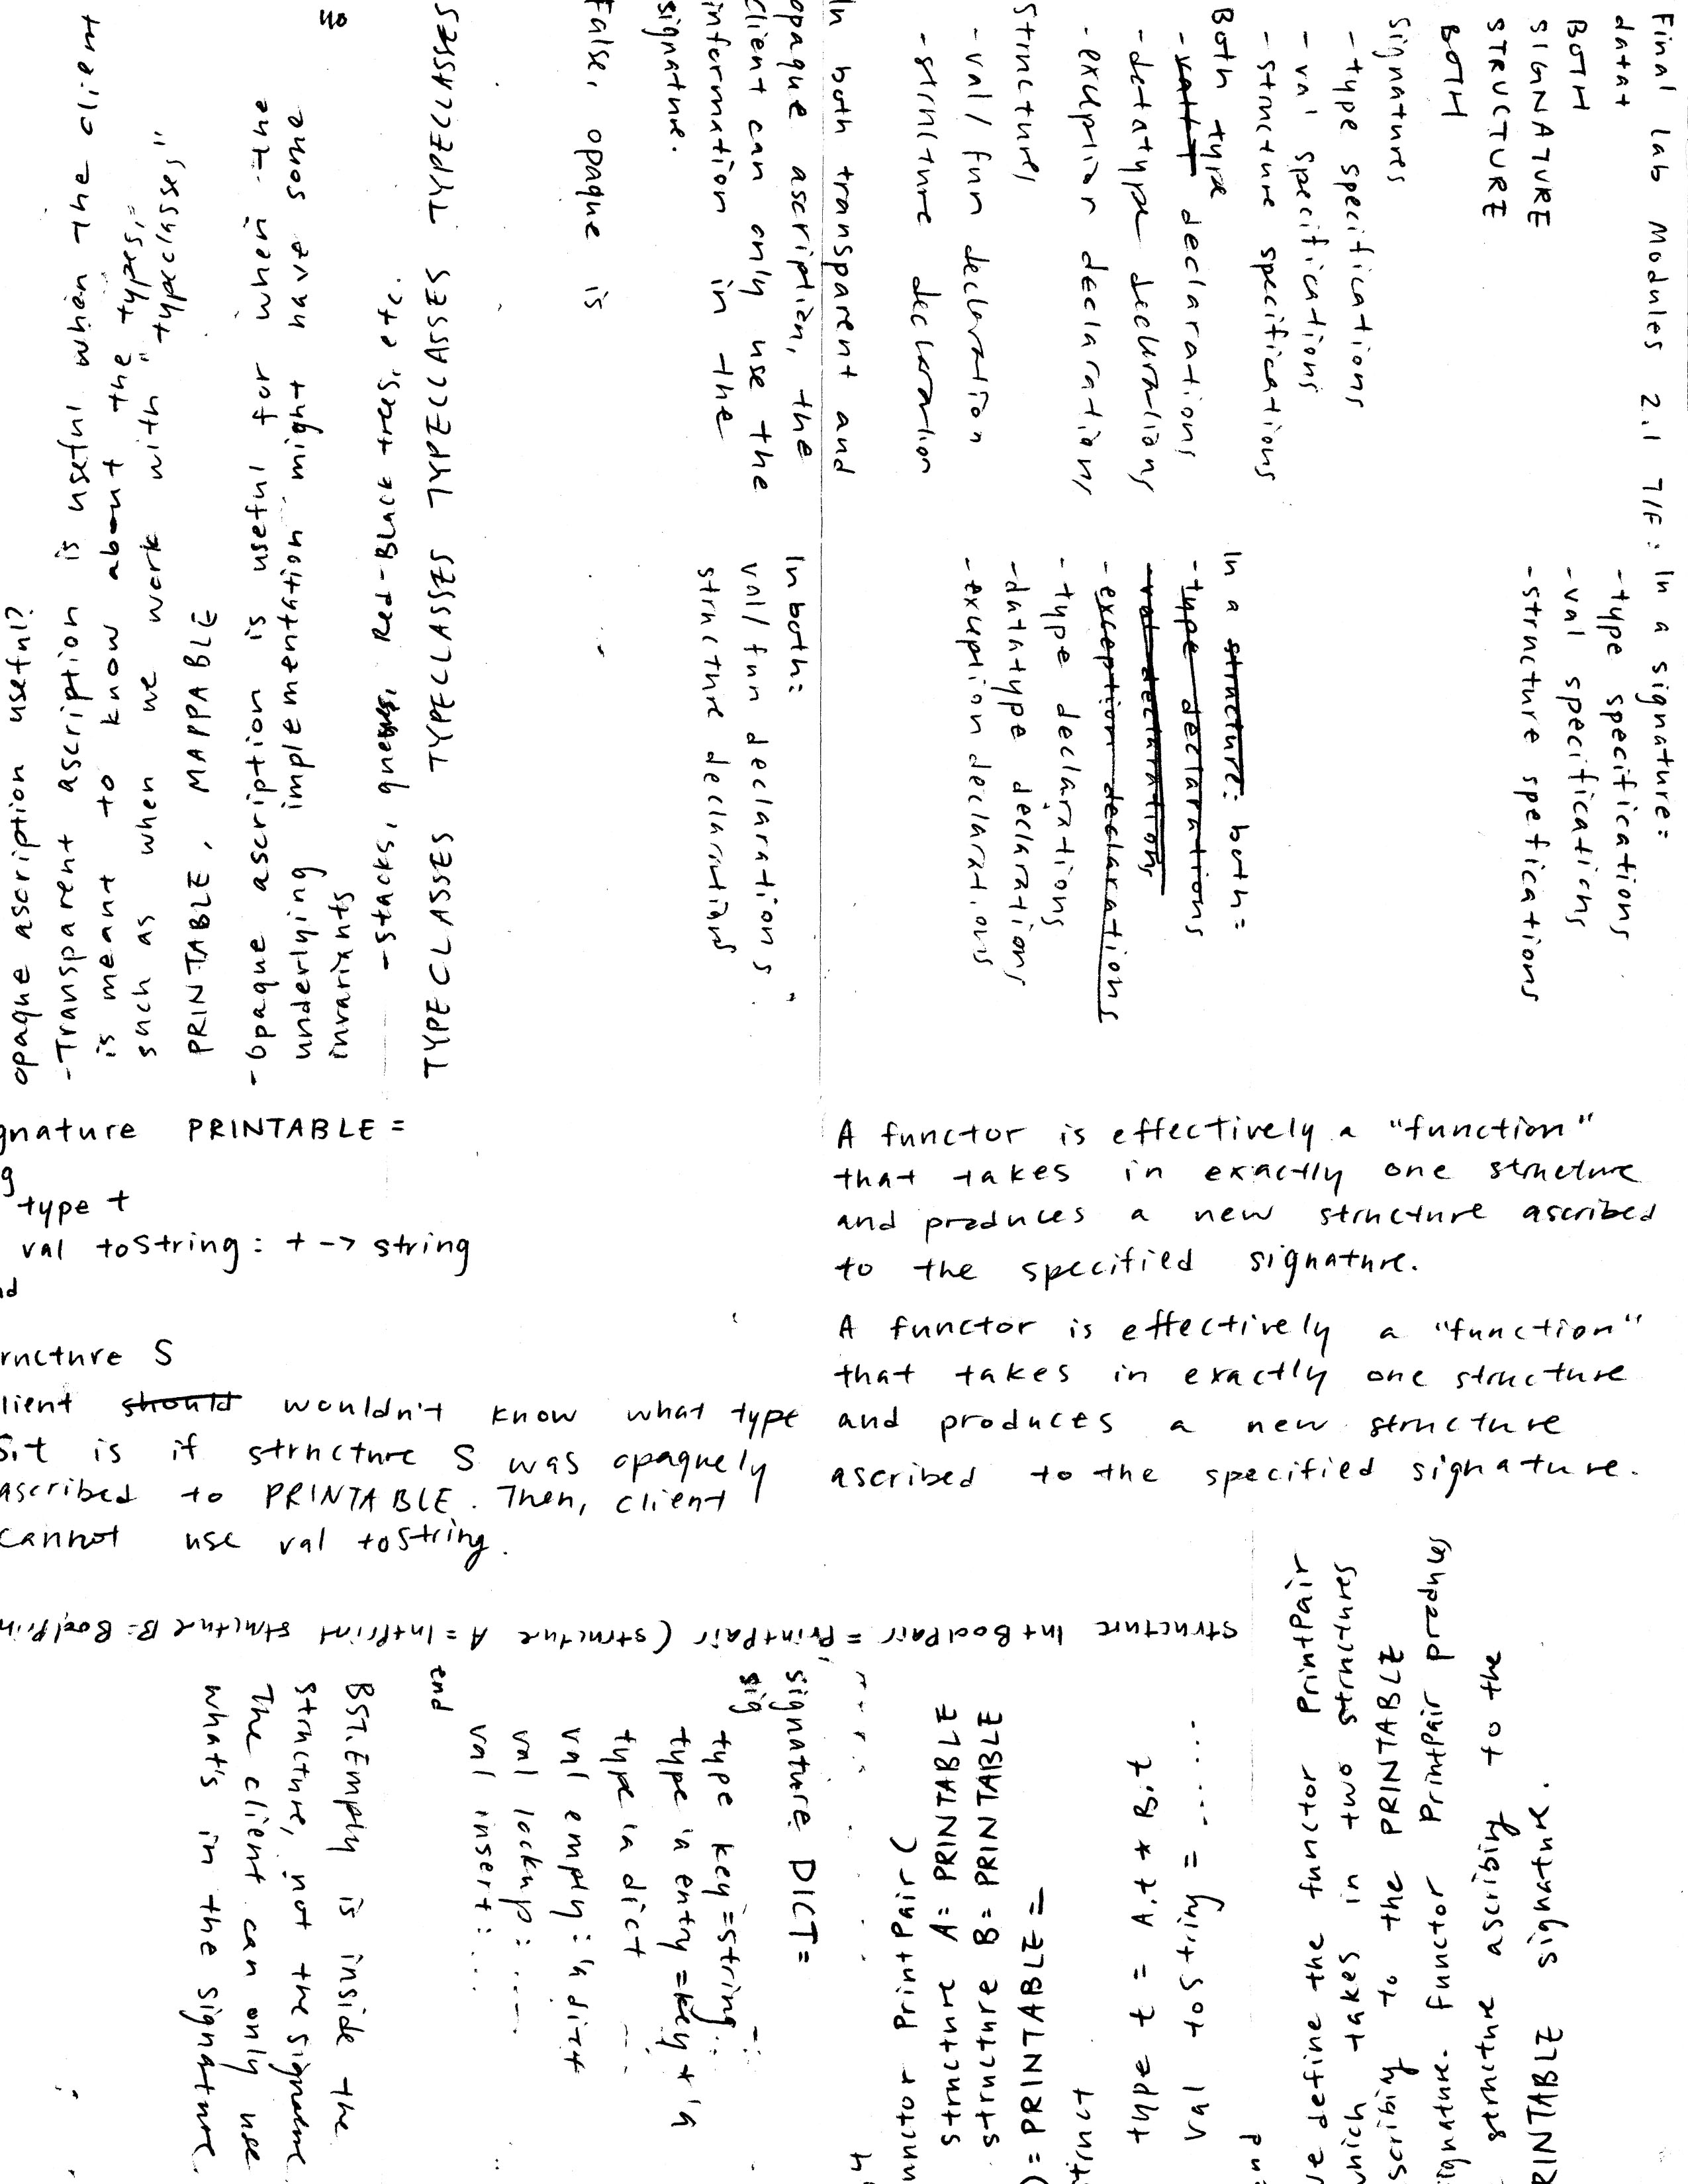 Final lab Modules 2.1 T/F: In a signature:
datat
BOTH
SIGNATURE
STRUCTURE
BOTH
Signatures
- type specifications
- val specifications
- structure specifications
Both type
- declarations
- datatype declarations
- exception declarations
Structures
- val / fun declaration
- structure declaration
- type specifications
- val specifications
- structure spefications
In a structure: both:
- type declarations
- val declarations
- exception declarations
- type declarations
- datatype declarations
- exception declarations
In both transparent and
opaque ascription, the
client can only use the
information in the
signature.
False, opaque is
In both:
val/fun declarations
structure declarations
no
opaque ascription useful?
- Transparent ascription is useful when the client
is meant to know about the types,
such as when we work with "typeclasses"
PRINTABLE, MAPPABLE
- Opaque ascription is useful for when the
underlying implementation might have some
invariants
- Stacks, queues, Red-Black trees, etc.
TYPECLASSES TYPECLASSES TYPECLASSES TYPECLASSES
gnature PRINTABLE =
g
type t
val toString: t -> string
nd
ructure S
lient should wouldn't know what type
S.t is if structure S was opaquely
ascribed to PRINTABLE. Then, client
cannot use val toString.
A functor is effectively a "function"
that takes in exactly one structure
and produces a new structure ascribed
to the specified signature.
A functor is effectively a "function"
that takes in exactly one structure
and produces a new structure
ascribed to the specified signature.
structure IntBoolPair = PrintPair (structure A = IntPrint structure B = BoolPrin
signature DICT =
sig
type key = string
type 'a entry = key * 'a
type 'a dict
val empty : 'a dict
val lookup : ....
val insert : ...
end
BST.Empty is inside the
structure, not the signature
The client can only use
what's in the signature.
unctor PrintPair (
structure A : PRINTABLE
structure B : PRINTABLE
) = PRINTABLE =
truct
type t = A.t * B.t
val toString = ......
end
ve define the functor PrintPair
which takes in two structures
scribing to the PRINTABLE
ignature. functor PrintPair produces
structure ascribing to the
RINTABLE signature.